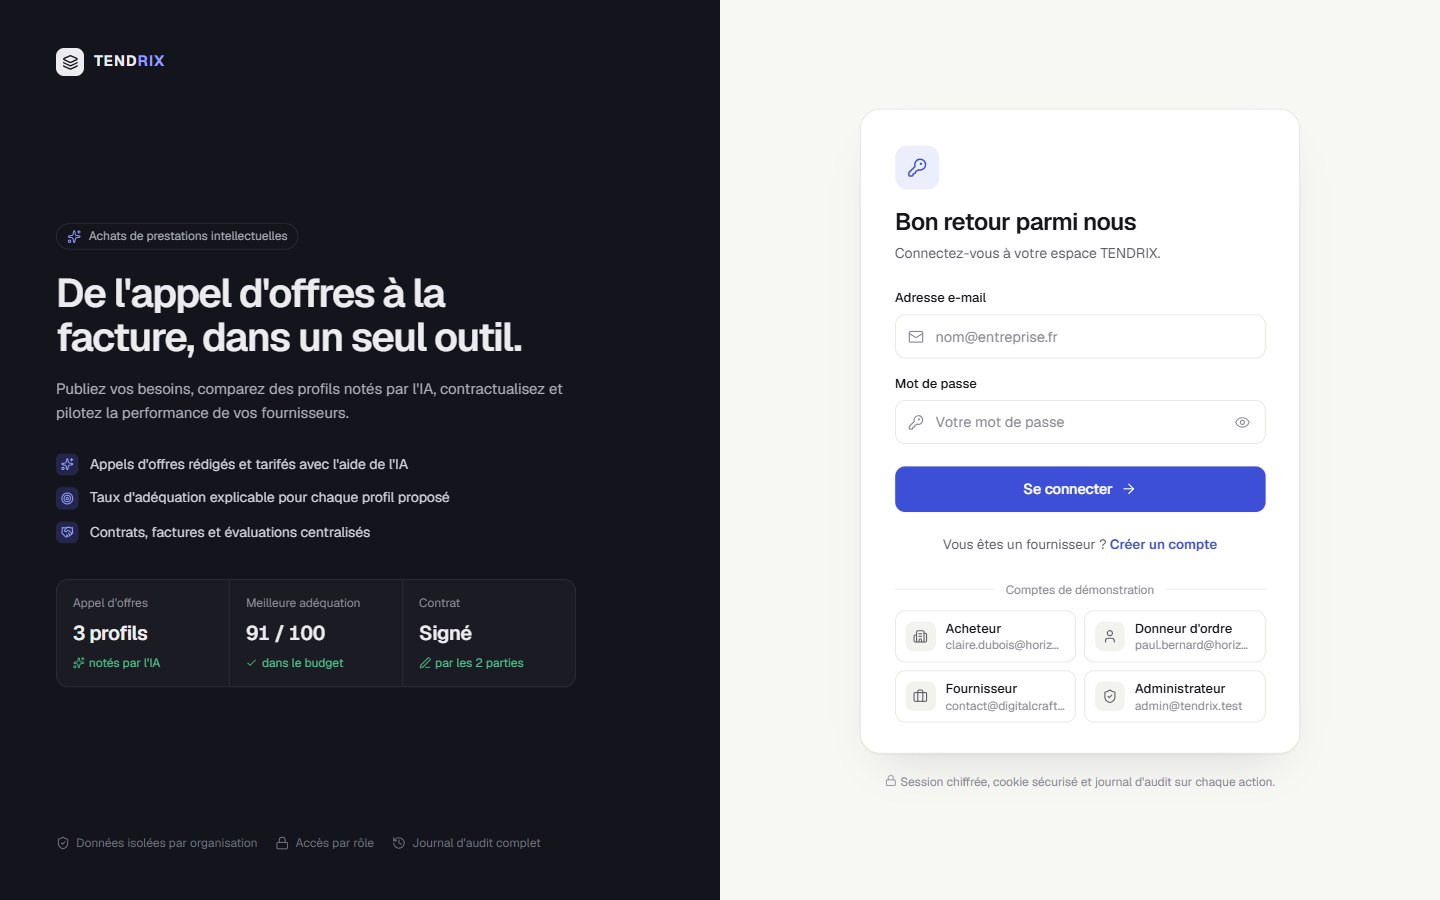 TENDRIX
Achats de prestations intellectuelles
De l'appel d'offres à la
facture, dans un seul outil.
Publiez vos besoins, comparez des profils notés par l'IA, contractualisez et
pilotez la performance de vos fournisseurs.
Appels d'offres rédigés et tarifés avec l'aide de l'IA
Taux d'adéquation explicable pour chaque profil proposé
Contrats, factures et évaluations centralisés
Appel d'offres
3 profils
notés par l'IA
Meilleure adéquation
91 / 100
dans le budget
Contrat
Signé
par les 2 parties
Données isolées par organisation
Accès par rôle
Journal d'audit complet
Bon retour parmi nous
Connectez-vous à votre espace TENDRIX.
Adresse e-mail
nom@entreprise.fr
Mot de passe
Votre mot de passe
Se connecter
Vous êtes un fournisseur ? Créer un compte
Comptes de démonstration
Acheteur
claire.dubois@horiz...
Donneur d'ordre
paul.bernard@horiz...
Fournisseur
contact@digitalcraft...
Administrateur
admin@tendrix.test
Session chiffrée, cookie sécurisé et journal d'audit sur chaque action.